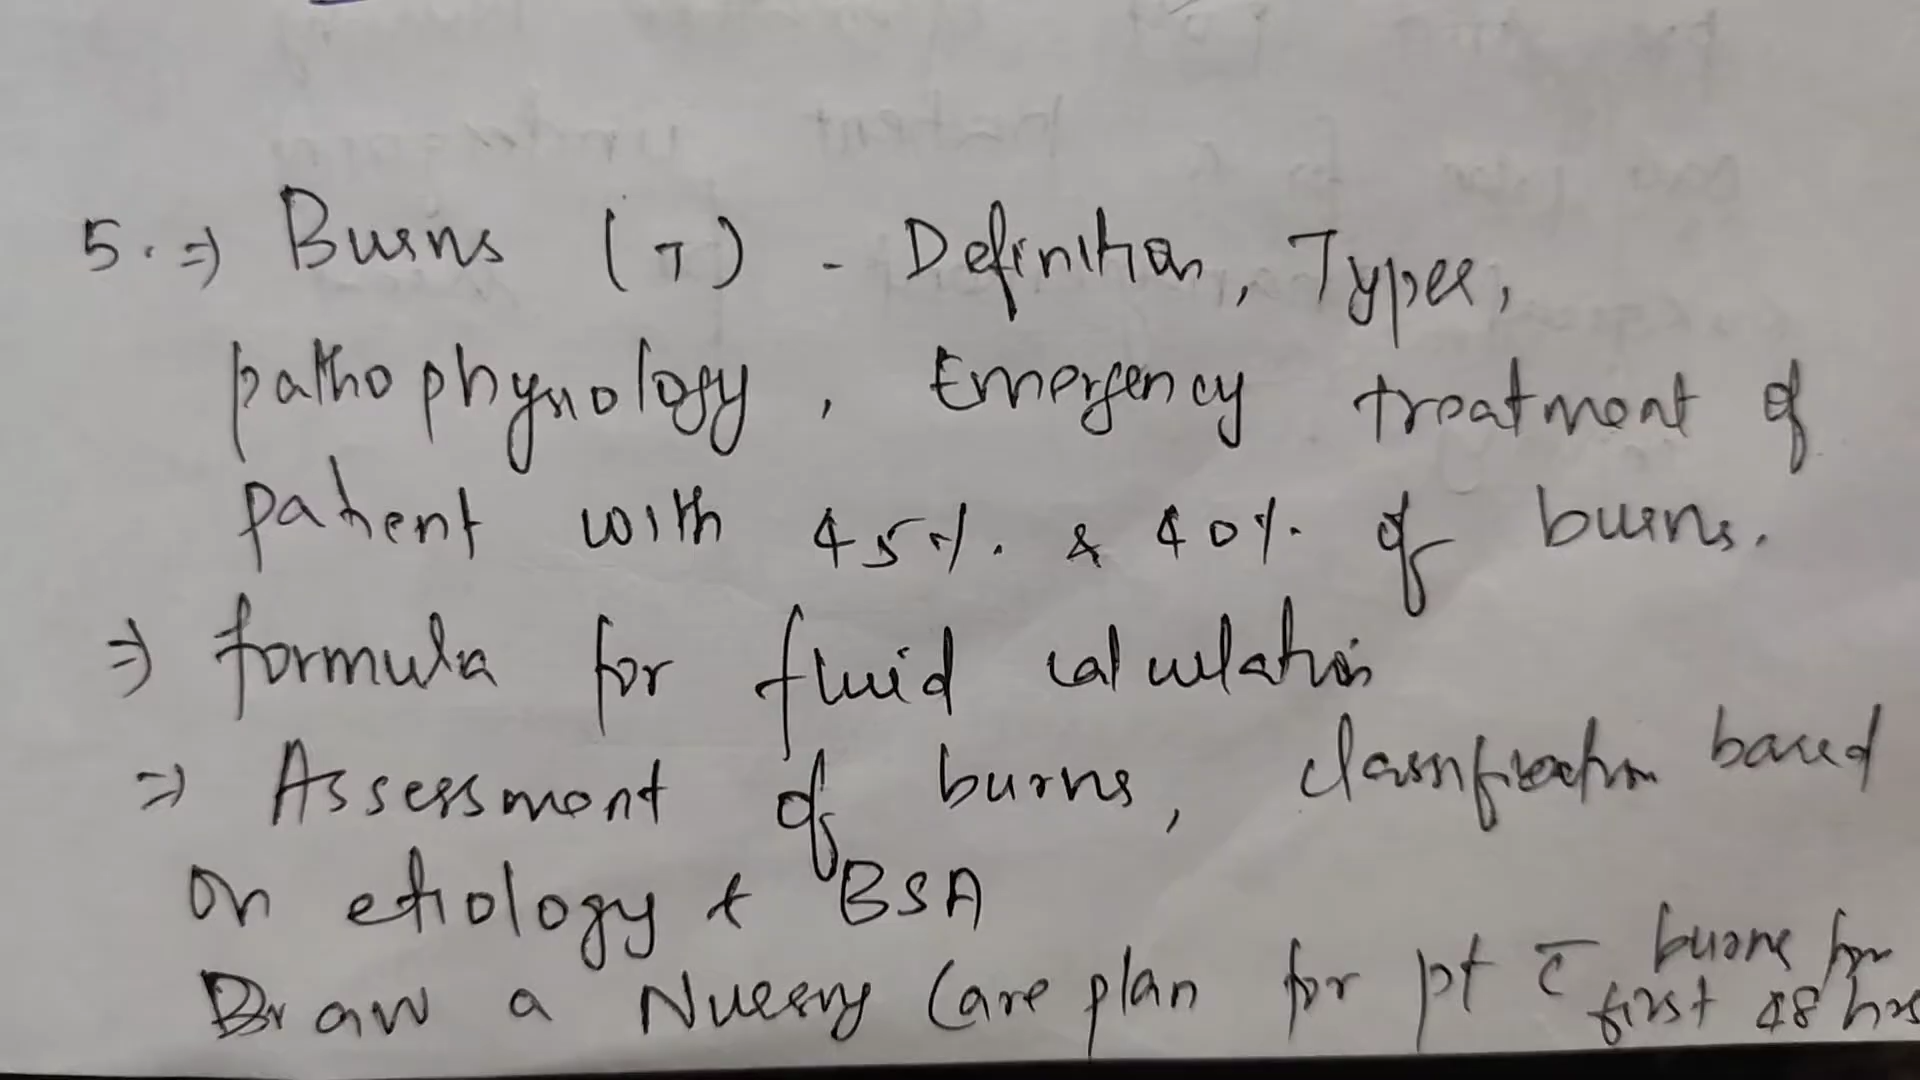 5. ⇒ Burns (7) - Definition, Types,
pathophysiology, Emergency treatment of
patient with 45% & 40% of burns.
⇒ formula for fluid calculation
⇒ Assessment of burns, classification based
on etiology & BSA
Draw a Nursing Care plan for pt c̄ burns for
first 48 hrs